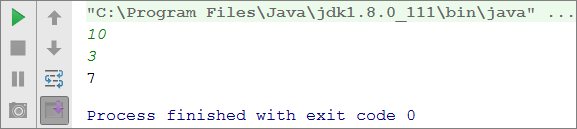 "C:\Program Files\Java\jdk1.8.0_111\bin\java" ...
10
3
7
Process finished with exit code 0